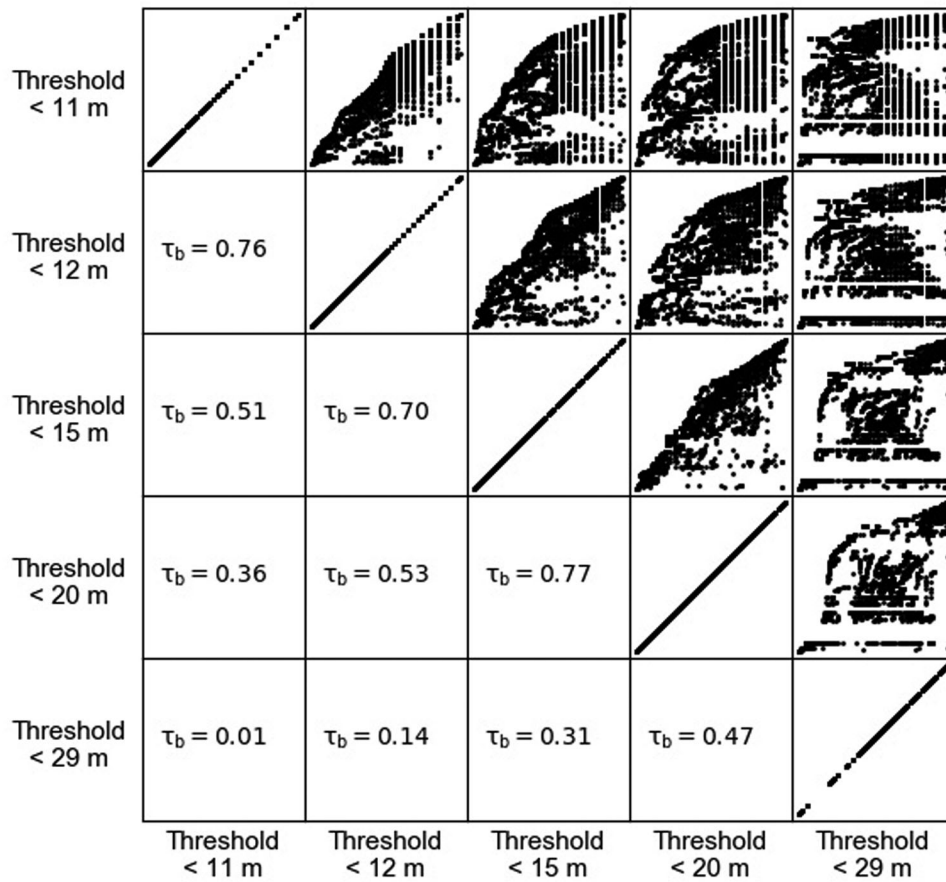 Threshold
< 11 m
Threshold
< 12 m
τb = 0.76
Threshold
< 15 m
τb = 0.51
τb = 0.70
Threshold
< 20 m
τb = 0.36
τb = 0.53
τb = 0.77
Threshold
< 29 m
τb = 0.01
τb = 0.14
τb = 0.31
τb = 0.47
Threshold
< 11 m
Threshold
< 12 m
Threshold
< 15 m
Threshold
< 20 m
Threshold
< 29 m